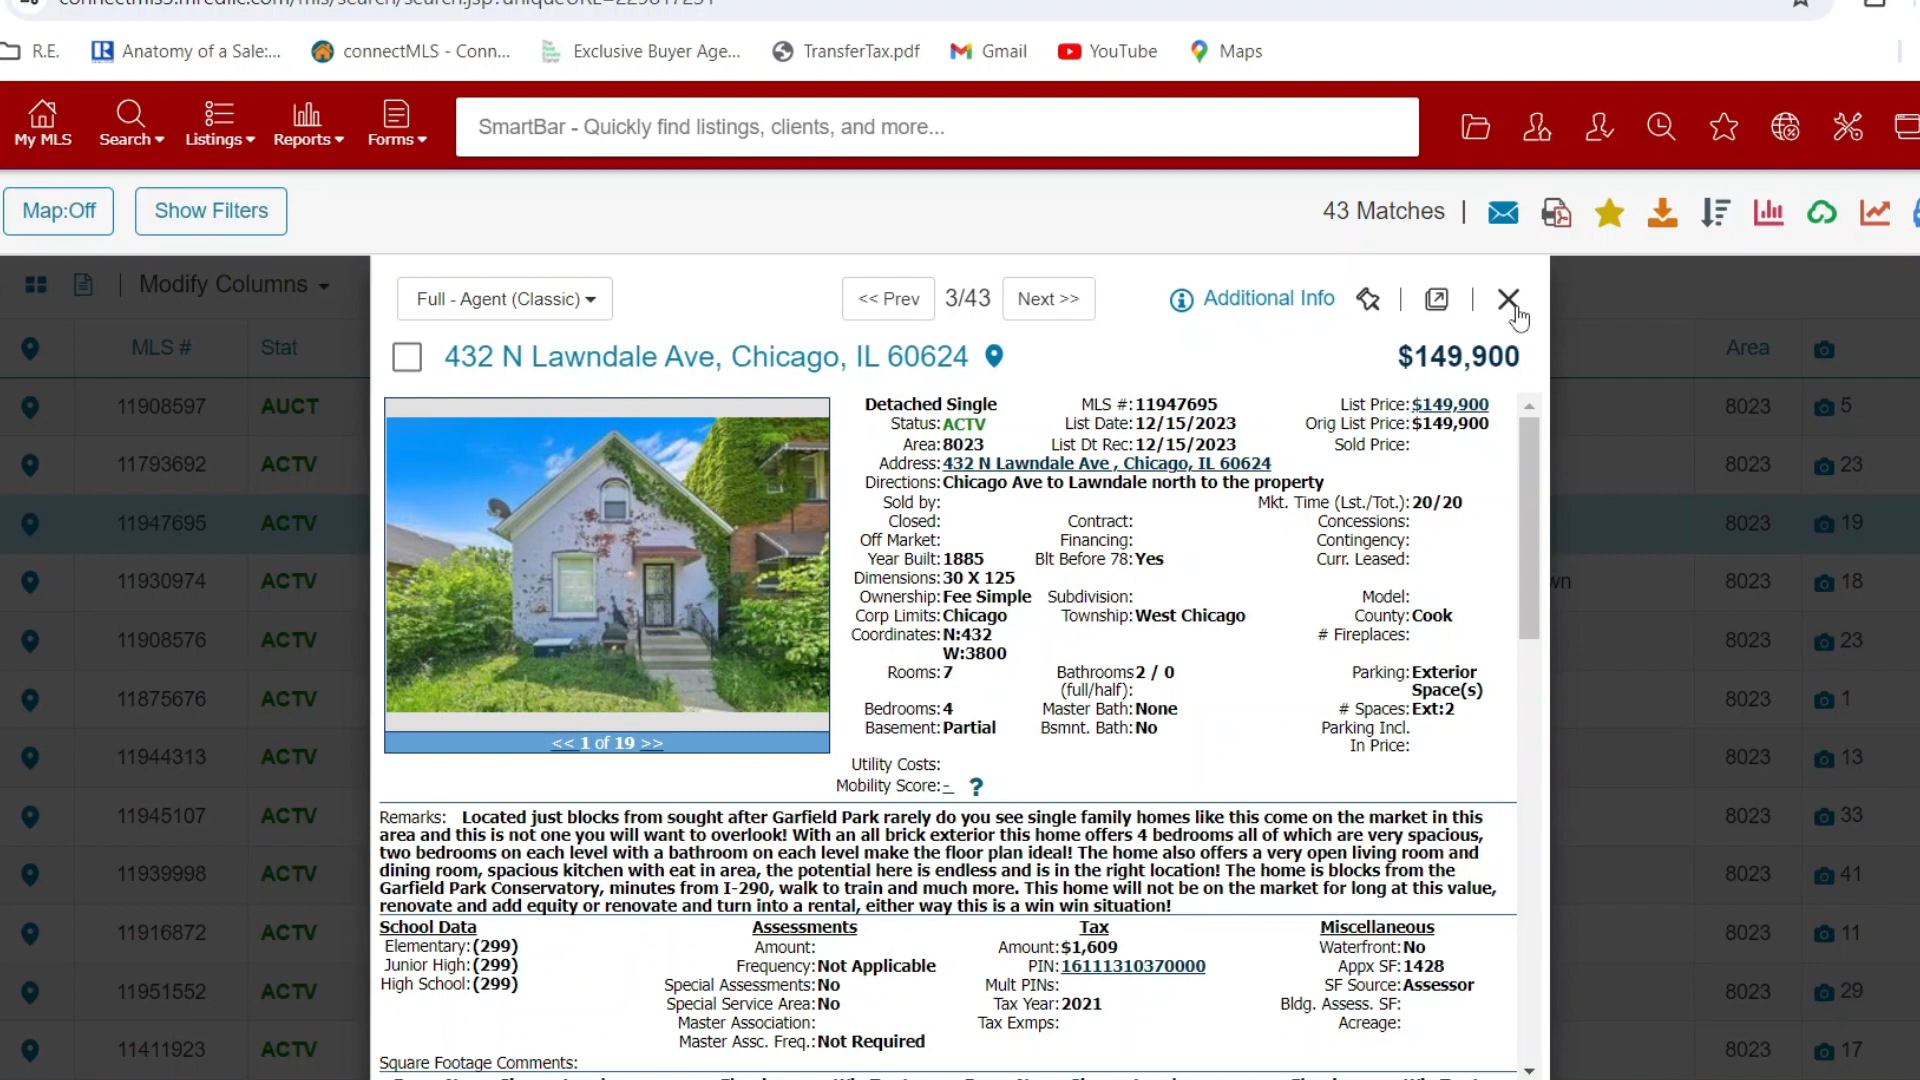 R.E. Anatomy of a Sale:... connectMLS - Conn... Exclusive Buyer Age... TransferTax.pdf Gmail YouTube Maps
My MLS Search Listings Reports Forms SmartBar - Quickly find listings, clients, and more...
Map:Off Show Filters 43 Matches |
Modify Columns Full - Agent (Classic) << Prev 3/43 Next >> Additional Info
MLS # Stat 432 N Lawndale Ave, Chicago, IL 60624 $149,900 Area
11908597 AUCT 8023 5
11793692 ACTV 8023 23
11947695 ACTV 8023 19
11930974 ACTV wn 8023 18
11908576 ACTV 8023 23
11875676 ACTV 8023 1
11944313 ACTV 8023 13
11945107 ACTV 8023 33
11939998 ACTV 8023 41
11916872 ACTV 8023 11
11951552 ACTV 8023 29
11411923 ACTV 8023 17
<< 1 of 19 >>
Detached Single MLS #:11947695 List Price:$149,900
Status:ACTV List Date:12/15/2023 Orig List Price:$149,900
Area:8023 List Dt Rec:12/15/2023 Sold Price:
Address:432 N Lawndale Ave , Chicago, IL 60624
Directions:Chicago Ave to Lawndale north to the property
Sold by: Mkt. Time (Lst./Tot.):20/20
Closed: Contract: Concessions:
Off Market: Financing: Contingency:
Year Built:1885 Blt Before 78:Yes Curr. Leased:
Dimensions:30 X 125
Ownership:Fee Simple Subdivision: Model:
Corp Limits:Chicago Township:West Chicago County:Cook
Coordinates:N:432 # Fireplaces:
W:3800
Rooms:7 Bathrooms2 / 0 Parking:Exterior
(full/half): Space(s)
Bedrooms:4 Master Bath:None # Spaces:Ext:2
Basement:Partial Bsmnt. Bath:No Parking Incl.
In Price:
Utility Costs:
Mobility Score:- ?
Remarks: Located just blocks from sought after Garfield Park rarely do you see single family homes like this come on the market in this
area and this is not one you will want to overlook! With an all brick exterior this home offers 4 bedrooms all of which are very spacious,
two bedrooms on each level with a bathroom on each level make the floor plan ideal! The home also offers a very open living room and
dining room, spacious kitchen with eat in area, the potential here is endless and is in the right location! The home is blocks from the
Garfield Park Conservatory, minutes from I-290, walk to train and much more. This home will not be on the market for long at this value,
renovate and add equity or renovate and turn into a rental, either way this is a win win situation!
School Data Assessments Tax Miscellaneous
Elementary:(299) Amount: Amount:$1,609 Waterfront:No
Junior High:(299) Frequency:Not Applicable PIN:16111310370000 Appx SF:1428
High School:(299) Special Assessments:No Mult PINs: SF Source:Assessor
Special Service Area:No Tax Year:2021 Bldg. Assess. SF:
Master Association: Tax Exmps: Acreage:
Master Assc. Freq.:Not Required
Square Footage Comments: